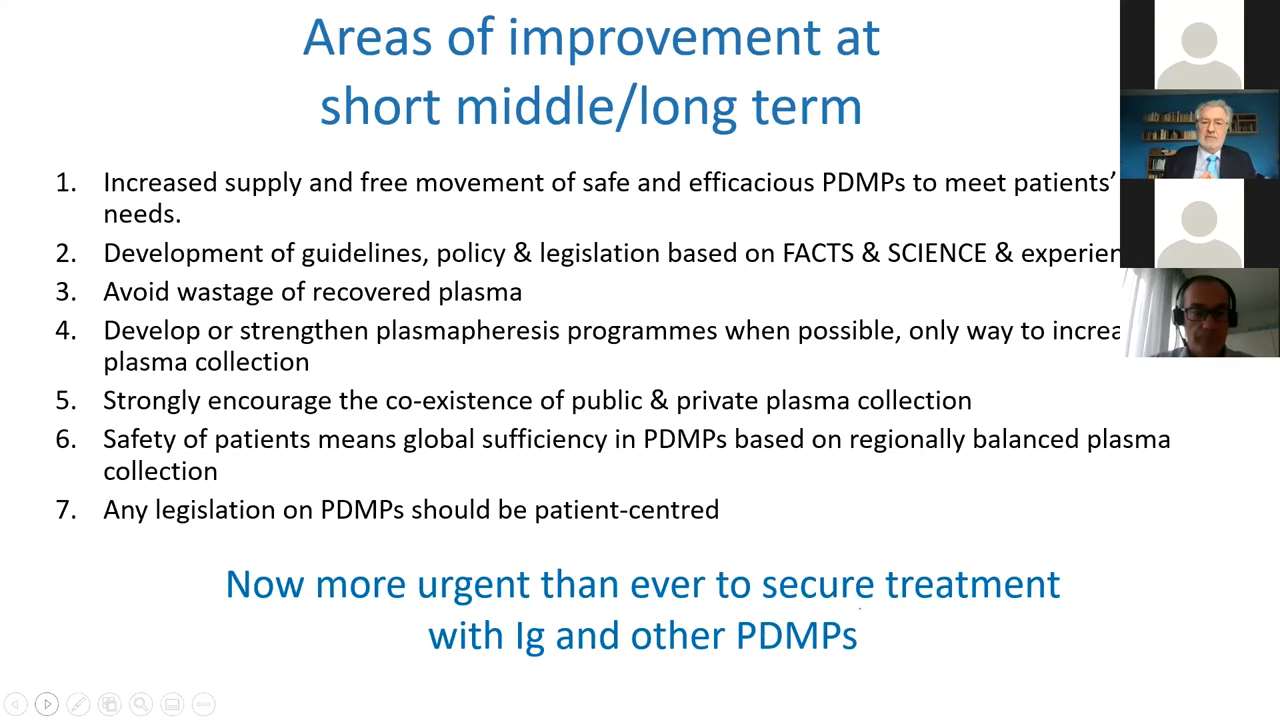 Areas of improvement at
short middle/long term
1. Increased supply and free movement of safe and efficacious PDMPs to meet patients’
needs.
2. Development of guidelines, policy & legislation based on FACTS & SCIENCE &
3. Avoid wastage of recovered plasma
4. Develop or strengthen plasmapheresis programmes when possible, only way to
plasma collection
5. Strongly encourage the co-existence of public & private plasma collection
6. Safety of patients means global sufficiency in PDMPs based on regionally balanced plasma
collection
7. Any legislation on PDMPs should be patient-centred
Now more urgent than ever to secure treatment
with Ig and other PDMPs